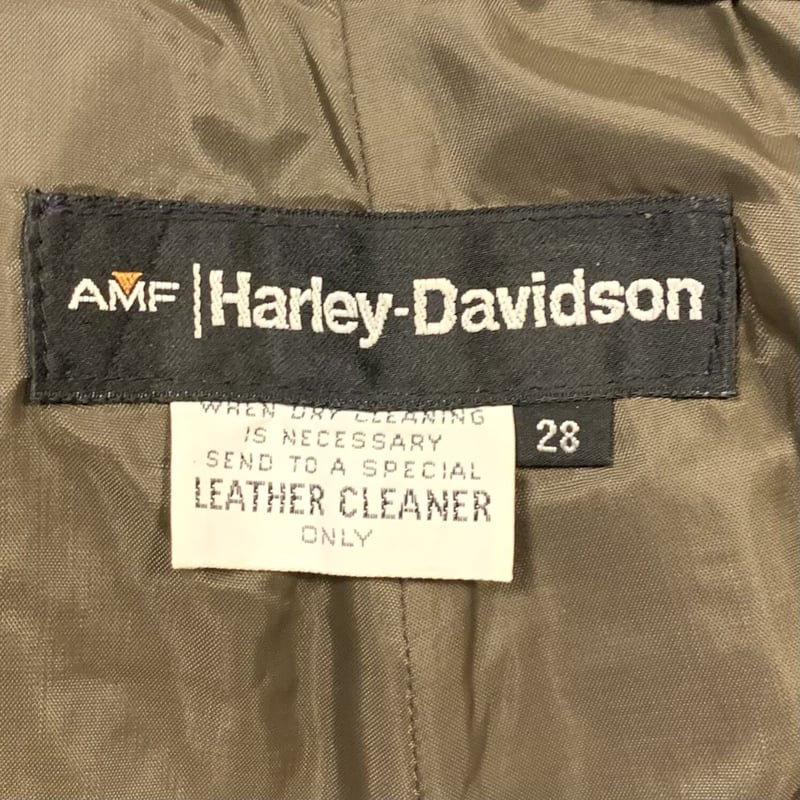 AMF | Harley-Davidson
WHEN DRY CLEANING
IS NECESSARY
SEND TO A SPECIAL
LEATHER CLEANER
ONLY
28